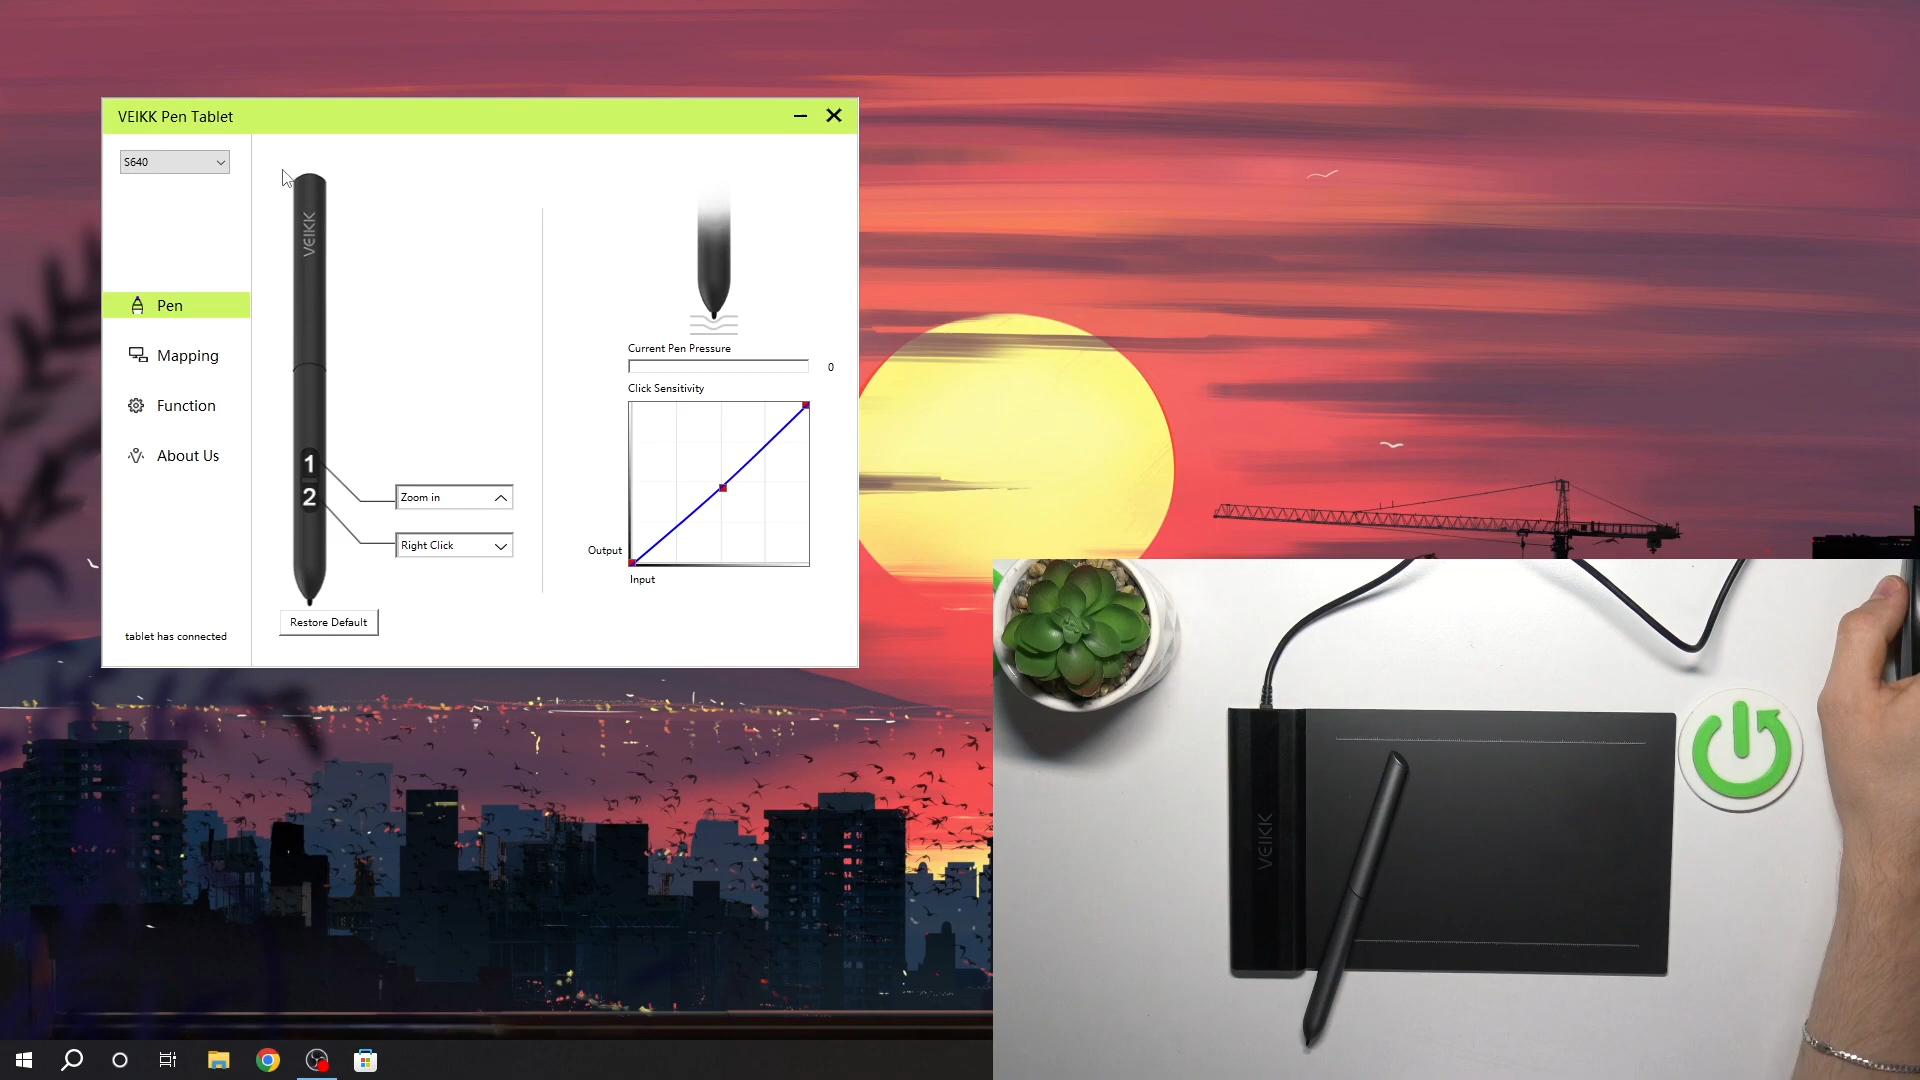 VEIKK Pen Tablet
S640
Pen
Mapping
Function
About Us
tablet has connected
VEIKK
1
2
Zoom in
Right Click
Restore Default
Current Pen Pressure
0
Click Sensitivity
Output
Input
VEIKK